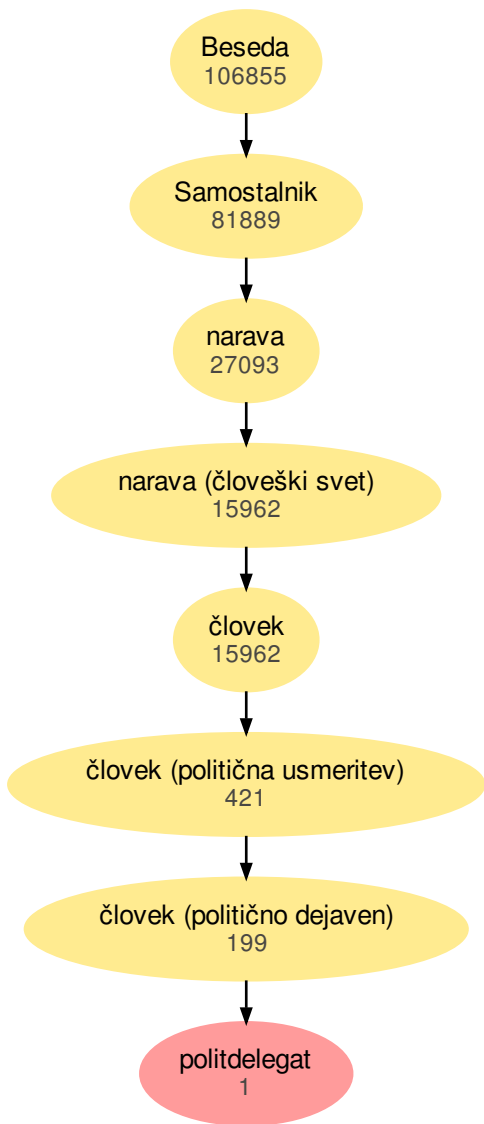 Beseda
106855
Samostalnik
81889
narava
27093
narava (človeški svet)
15962
človek
15962
človek (politična usmeritev)
421
človek (politično dejaven)
199
politdelegat
1